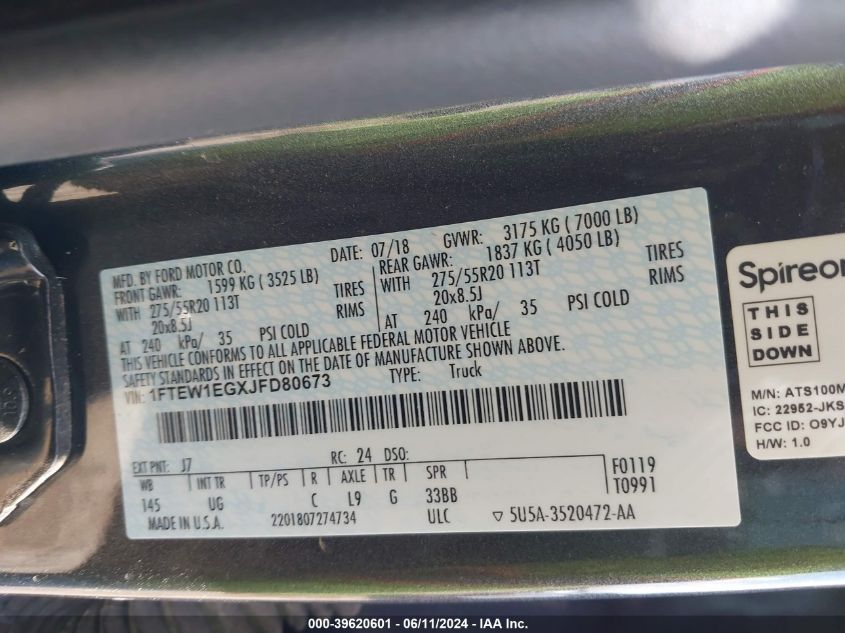 MFD. BY FORD MOTOR CO.
DATE: 07/18 GVWR: 3175 KG ( 7000 LB)
FRONT GAWR: 1599 KG ( 3525 LB)
REAR GAWR: 1837 KG ( 4050 LB)
WITH 275/55R20 113T TIRES
WITH 275/55R20 113T TIRES
20x8.5J RIMS
20x8.5J RIMS
AT 240 kPa/ 35 PSI COLD
AT 240 kPa/ 35 PSI COLD
THIS VEHICLE CONFORMS TO ALL APPLICABLE FEDERAL MOTOR VEHICLE
SAFETY STANDARDS IN EFFECT ON THE DATE OF MANUFACTURE SHOWN ABOVE.
VIN: 1FTEW1EGXJFD80673
TYPE: Truck
EXT PNT: J7 RC: 24 DSO:
WB INT TR TP/PS R AXLE TR SPR F0119
145 UG C L9 G 33BB T0991
MADE IN U.S.A. 2201807274734 ULC ▽ 5U5A-3520472-AA
Spireon
THIS
SIDE
DOWN
M/N: ATS100M
IC: 22952-JKS
FCC ID: O9YJ
H/W: 1.0
000-39620601 - 06/11/2024 - IAA Inc.